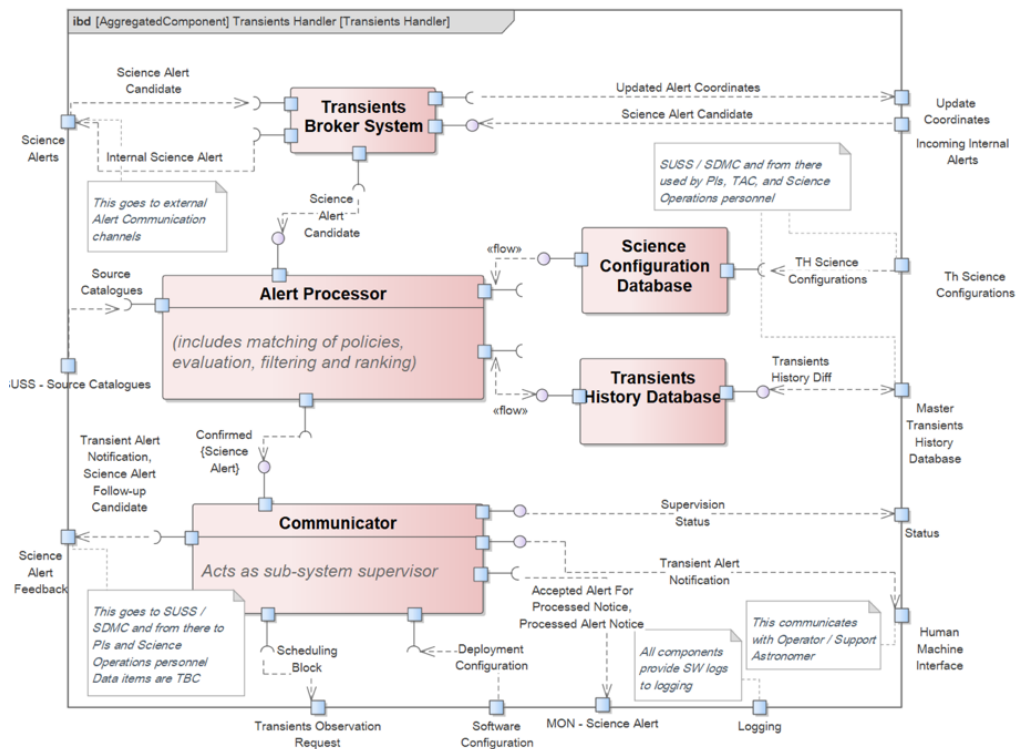 ibd [AggregatedComponent] Transients Handler [Transients Handler]
Science Alert
Candidate
Transients
Broker System
Updated Alert Coordinates
Science Alert Candidate
Update
Coordinates
Incoming Internal
Alerts
Science
Alerts
Internal Science Alert
This goes to external
Alert Communication
channels
Science
Alert
Candidate
SUSS / SDMC and from there
used by PIs, TAC, and Science
Operations personnel
«flow»
Science
Configuration
Database
TH Science
Configurations
Th Science
Configurations
Source
Catalogues
Alert Processor
(includes matching of policies,
evaluation, filtering and ranking)
SUSS - Source Catalogues
«flow»
Transients
History Database
Transients
History Diff
Master
Transients
History
Database
Confirmed
{Science
Alert}
Transient Alert
Notification,
Science Alert
Follow-up
Candidate
Communicator
Acts as sub-system supervisor
Supervision
Status
Status
Science
Alert
Feedback
Transient Alert
Notification
Accepted Alert For
Processed Notice,
Processed Alert Notice
This goes to SUSS /
SDMC and from there to
PIs and Science
Operations personnel
Data items are TBC
Scheduling
Block
Deployment
Configuration
All components
provide SW logs
to logging
This communicates
with Operator / Support
Astronomer
Human
Machine
Interface
Transients Observation
Request
Software
Configuration
MON - Science Alert
Logging